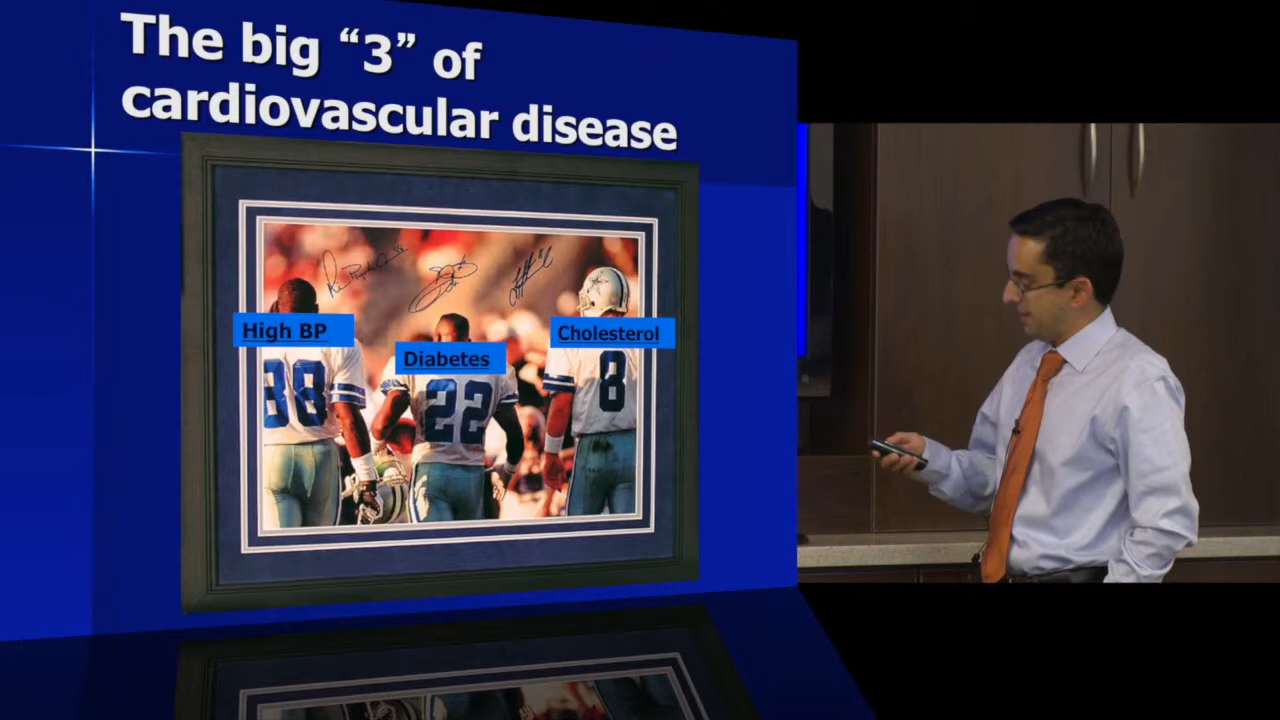 The big “3” of
cardiovascular disease
High BP
Diabetes
Cholesterol
88
22
8